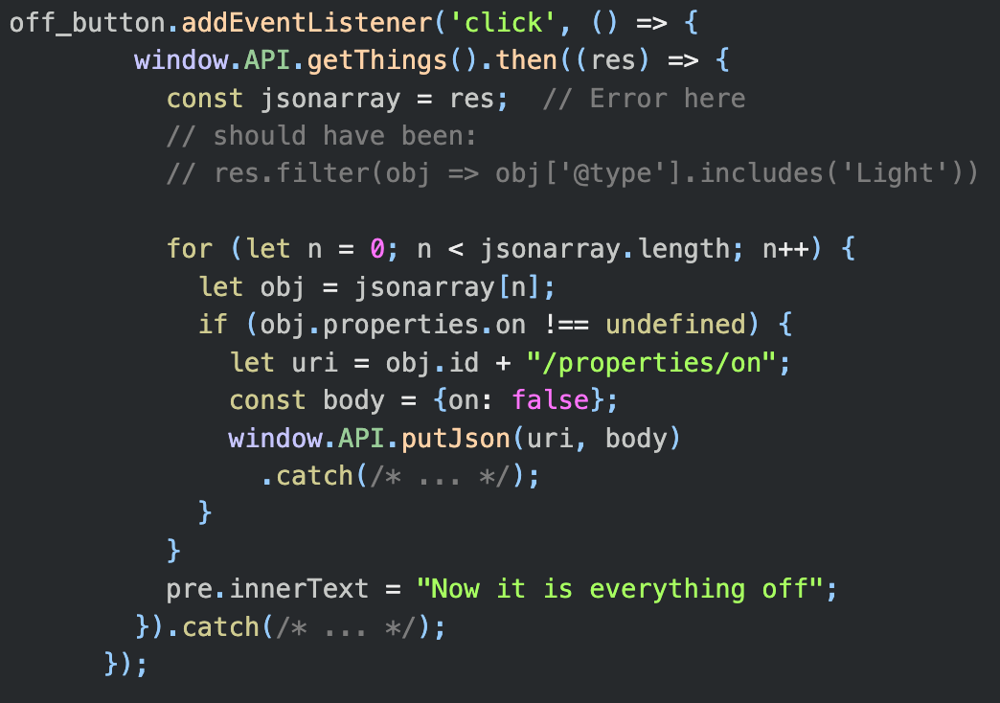 off_button.addEventListener('click', () => {
window.API.getThings().then((res) => {
const jsonarray = res;  // Error here
// should have been:
// res.filter(obj => obj['@type'].includes('Light'))
for (let n = 0; n < jsonarray.length; n++) {
let obj = jsonarray[n];
if (obj.properties.on !== undefined) {
let uri = obj.id + "/properties/on";
const body = {on: false};
window.API.putJson(uri, body)
.catch(/* ... */);
}
}
pre.innerText = "Now it is everything off";
}).catch(/* ... */);
});